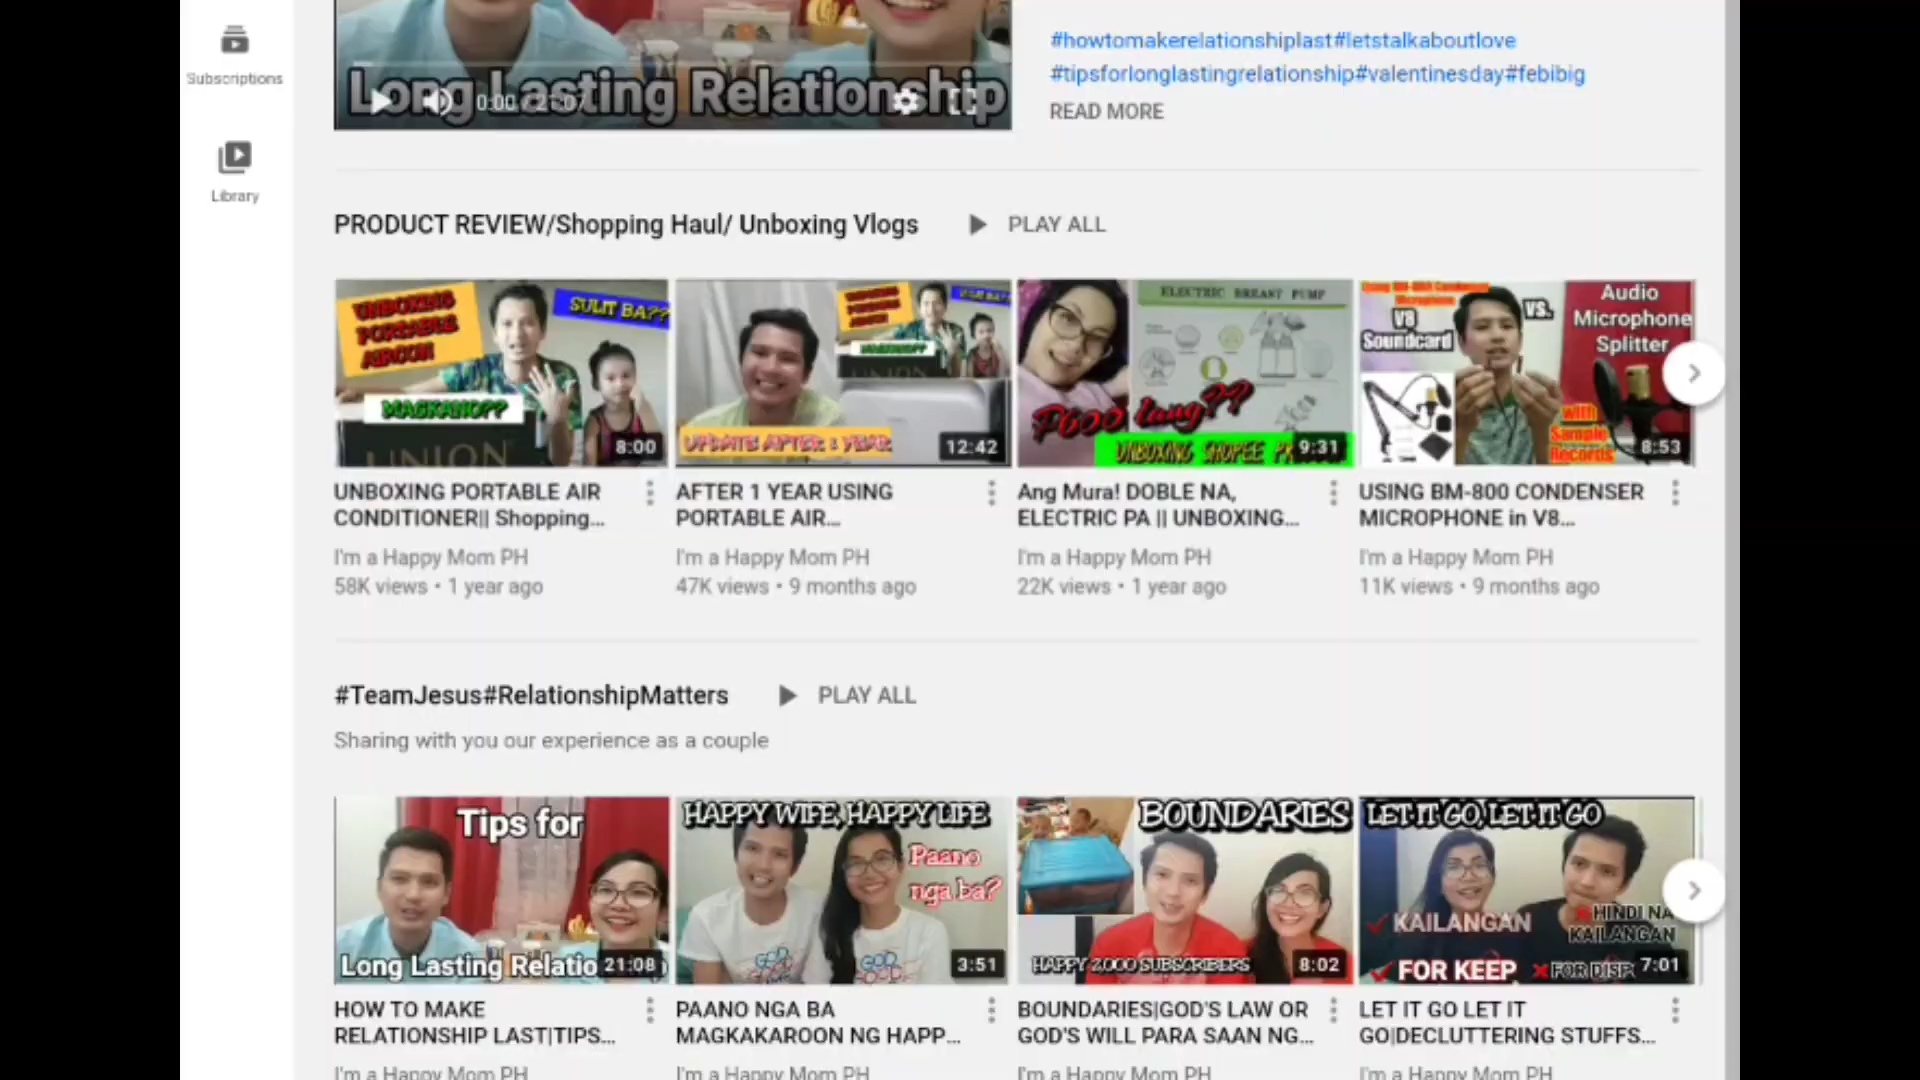 Subscriptions
Library
Long Lasting Relationship
0:00 / 21:07
#howtomakerelationshiplast#letstalkaboutlove
#tipsforlonglastingrelationship#valentinesday#febibig
READ MORE
PRODUCT REVIEW/Shopping Haul/ Unboxing Vlogs
PLAY ALL
UNBOXING
PORTABLE
AIRCON
SULIT BA??
MAGKANO??
UNION
8:00
UPDATE AFTER 1 YEAR
12:42
ELECTRIC BREAST PUMP
₱600 lang??
UNBOXING SHOPEE PR
9:31
Using BM-800 Condenser
Microphone
V8
Soundcard
VS.
Audio
Microphone
Splitter
with
Sample
Records
8:53
UNBOXING PORTABLE AIR
CONDITIONER|| Shopping...
I'm a Happy Mom PH
58K views • 1 year ago
AFTER 1 YEAR USING
PORTABLE AIR...
I'm a Happy Mom PH
47K views • 9 months ago
Ang Mura! DOBLE NA,
ELECTRIC PA || UNBOXING...
I'm a Happy Mom PH
22K views • 1 year ago
USING BM-800 CONDENSER
MICROPHONE in V8...
I'm a Happy Mom PH
11K views • 9 months ago
#TeamJesus#RelationshipMatters
PLAY ALL
Sharing with you our experience as a couple
Tips for
Long Lasting Relatio
21:08
HAPPY WIFE, HAPPY LIFE
Paano
nga ba?
3:51
BOUNDARIES
HAPPY 2,000 SUBSCRIBERS
8:02
LET IT GO, LET IT GO
KAILANGAN
HINDI NA
KAILANGAN
FOR KEEP
FOR DISP
7:01
HOW TO MAKE
RELATIONSHIP LAST|TIPS...
I'm a Happy Mom PH
PAANO NGA BA
MAGKAKAROON NG HAPP...
I'm a Happy Mom PH
BOUNDARIES|GOD'S LAW OR
GOD'S WILL PARA SAAN NG...
I'm a Happy Mom PH
LET IT GO LET IT
GO|DECLUTTERING STUFFS...
I'm a Happy Mom PH